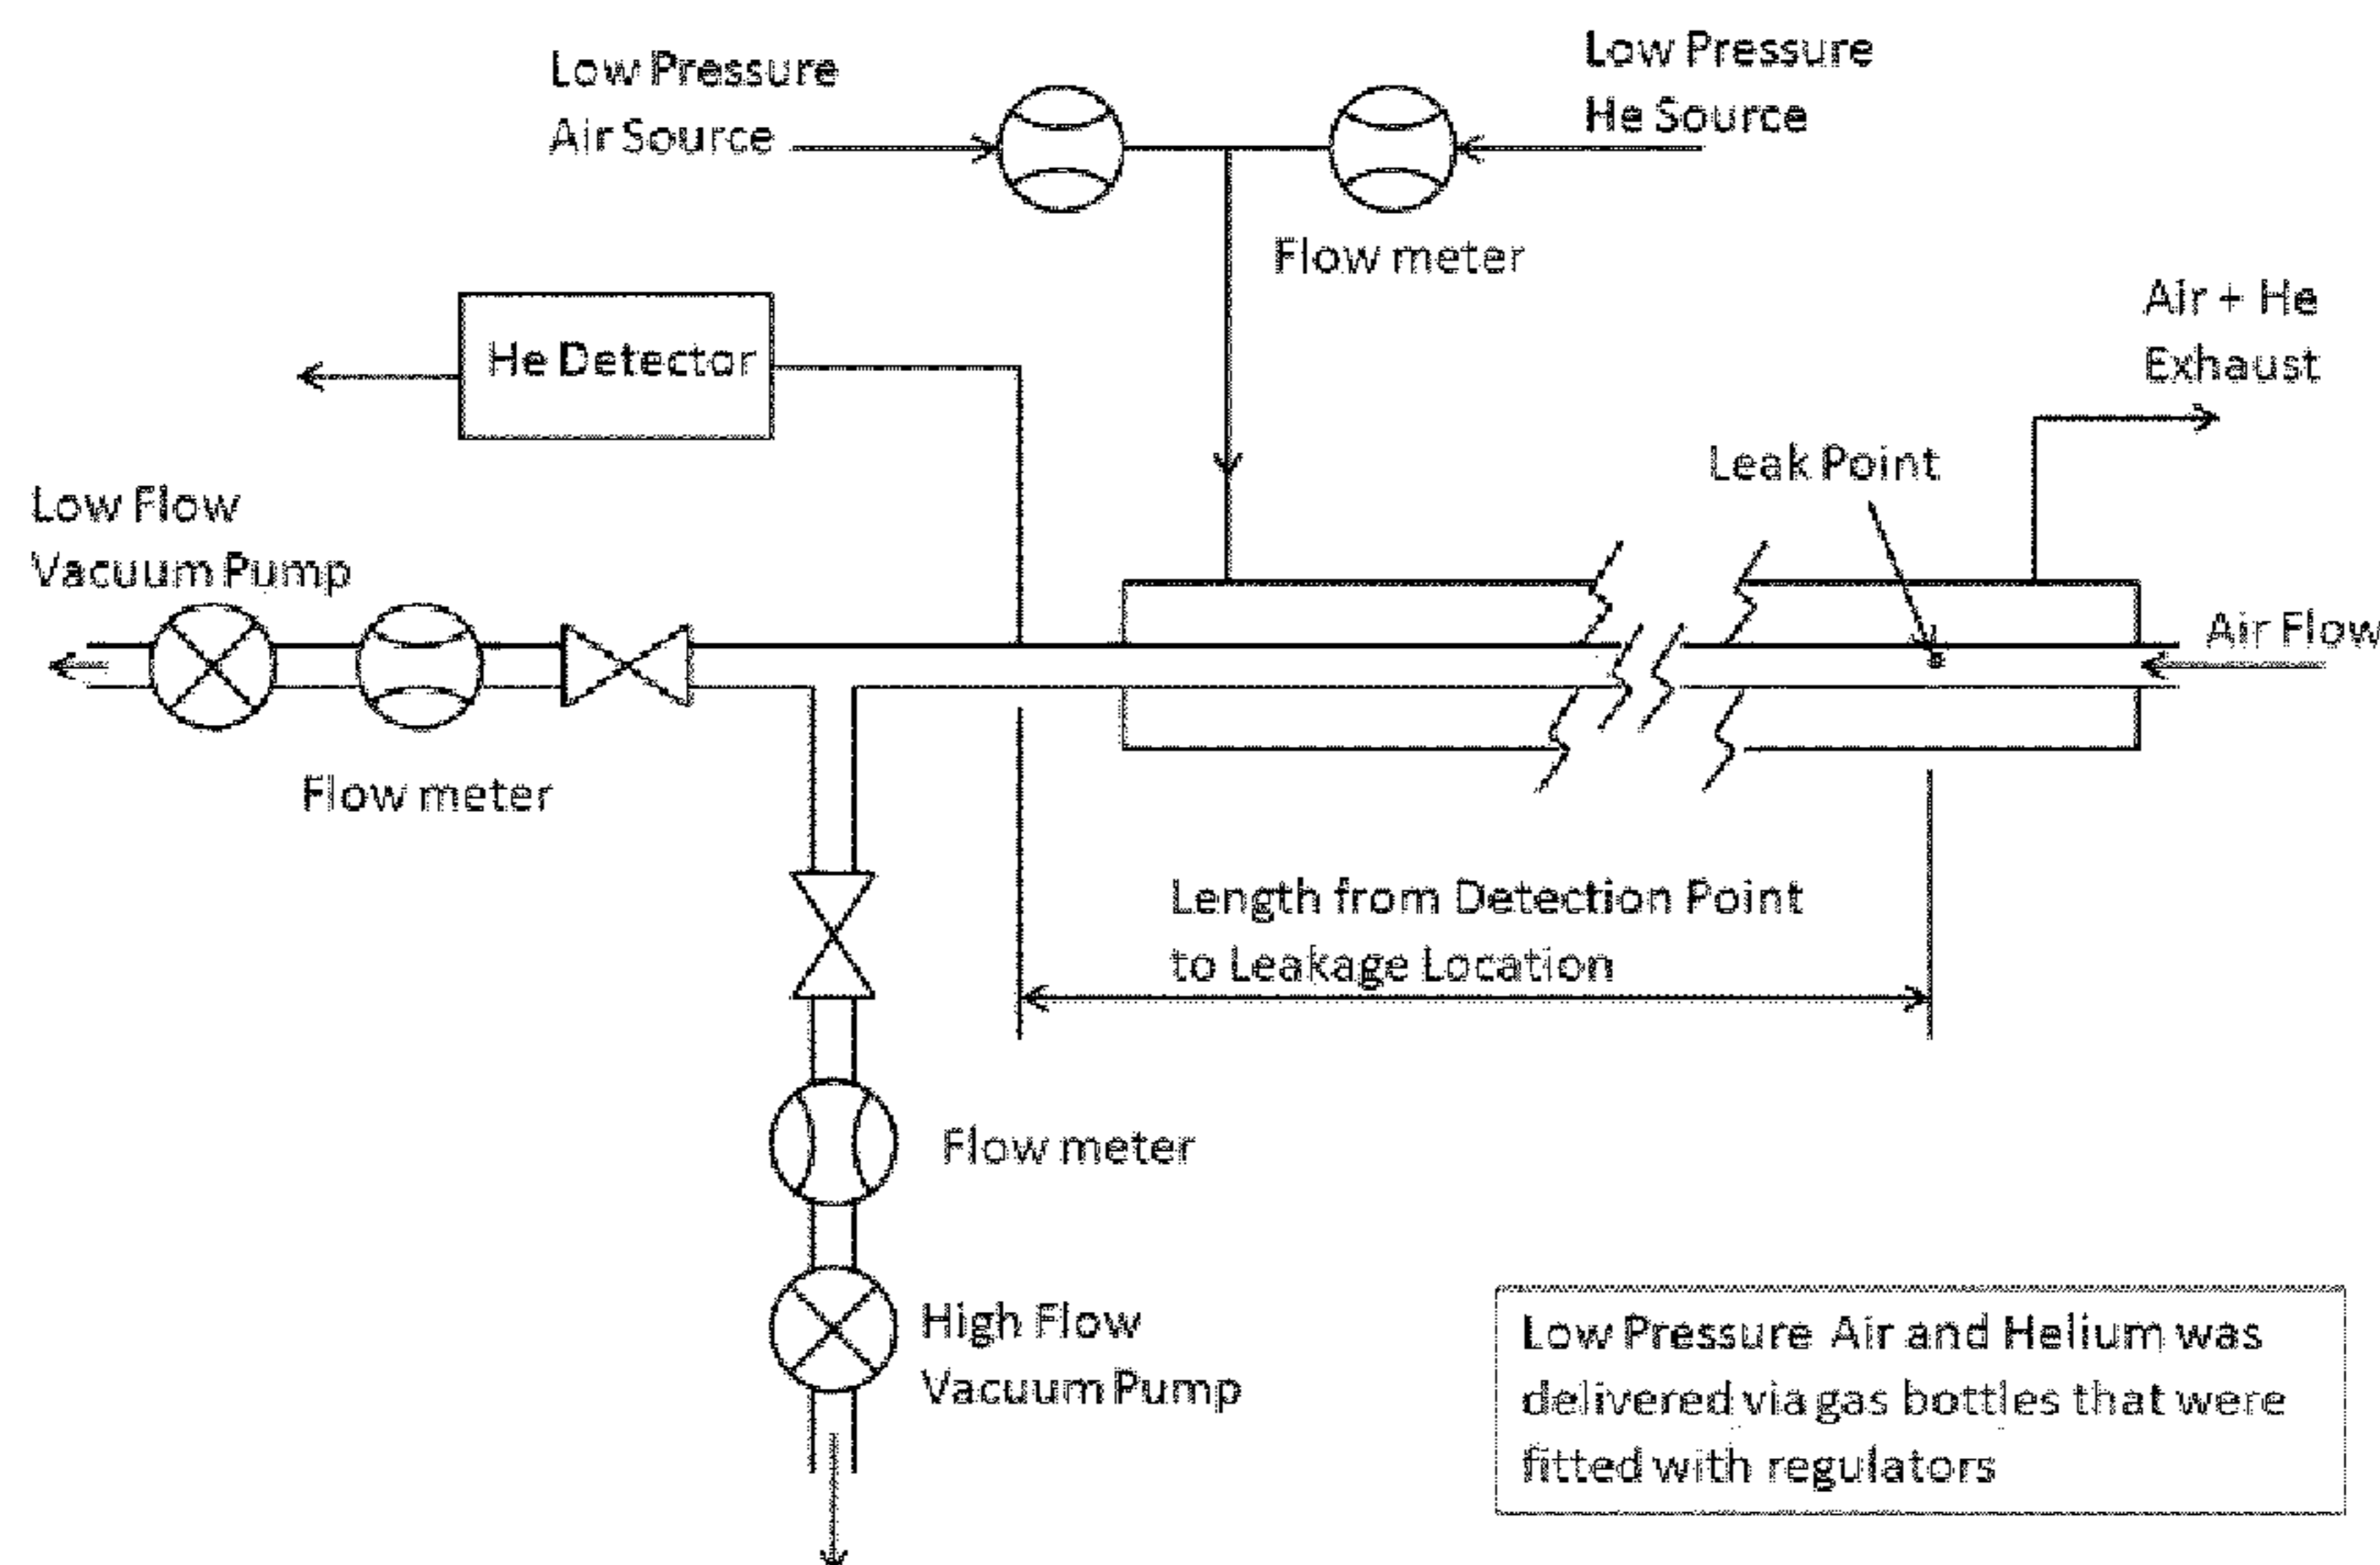 Low Pressure
Air Source
Low Pressure
He Source
Flow meter
Air + He
Exhaust
He Detector
Leak Point
Low Flow
Vacuum Pump
Air Flow
Flow meter
Length from Detection Point
to Leakage Location
Flow meter
High Flow
Vacuum Pump
Low Pressure Air and Helium was
delivered via gas bottles that were
fitted with regulators